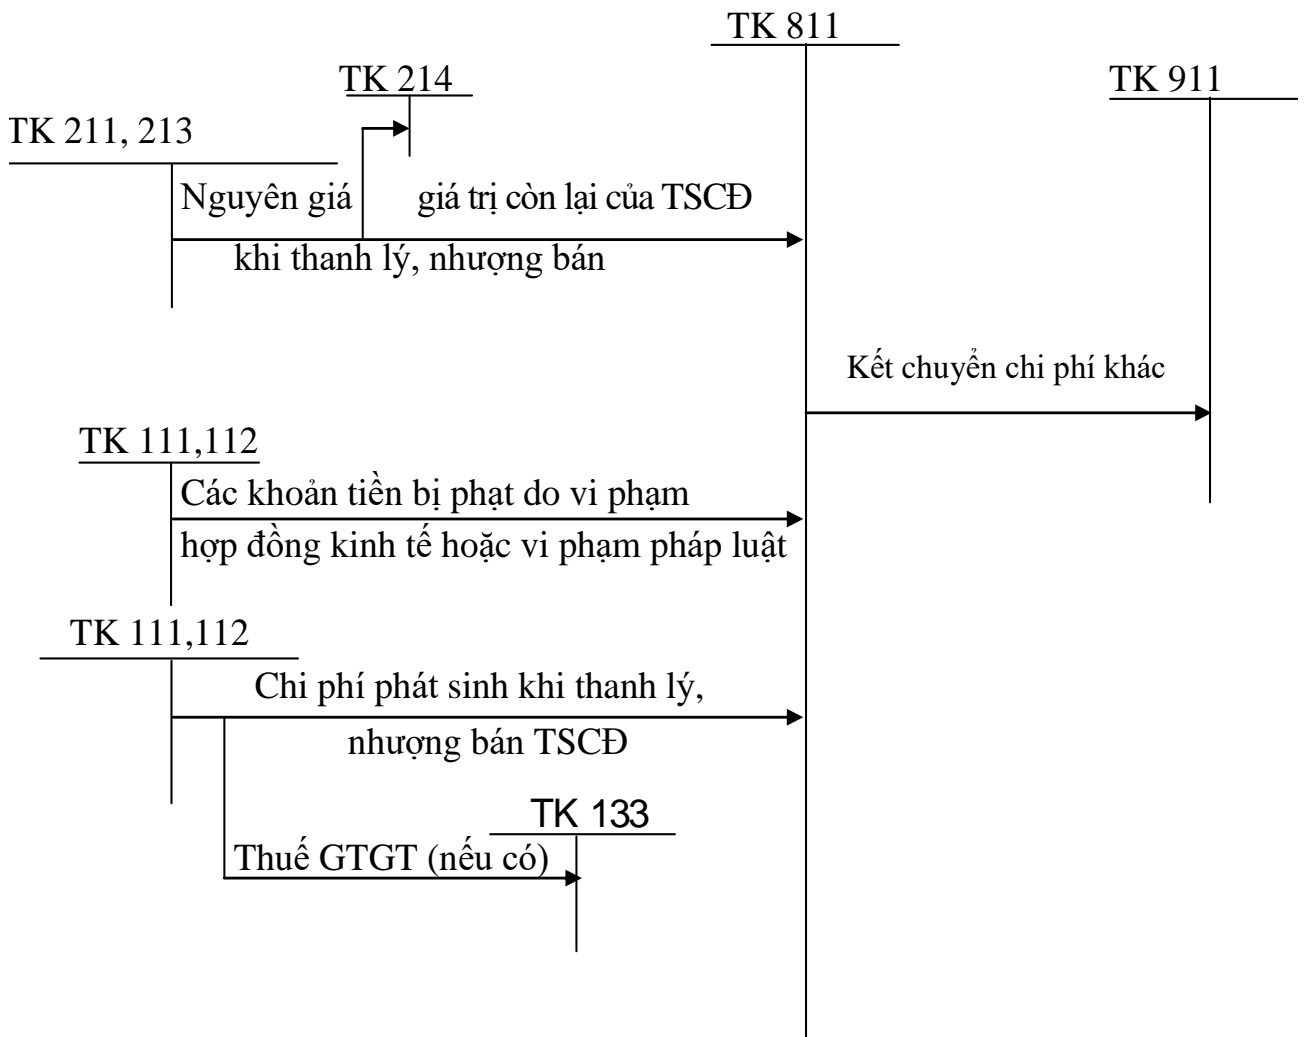 TK 811
TK 214
TK 911
TK 211, 213
Nguyên giá
giá trị còn lại của TSCĐ
khi thanh lý, nhượng bán
Kết chuyển chi phí khác
TK 111,112
Các khoản tiền bị phạt do vi phạm
hợp đồng kinh tế hoặc vi phạm pháp luật
TK 111,112
Chi phí phát sinh khi thanh lý,
nhượng bán TSCĐ
TK 133
Thuế GTGT (nếu có)